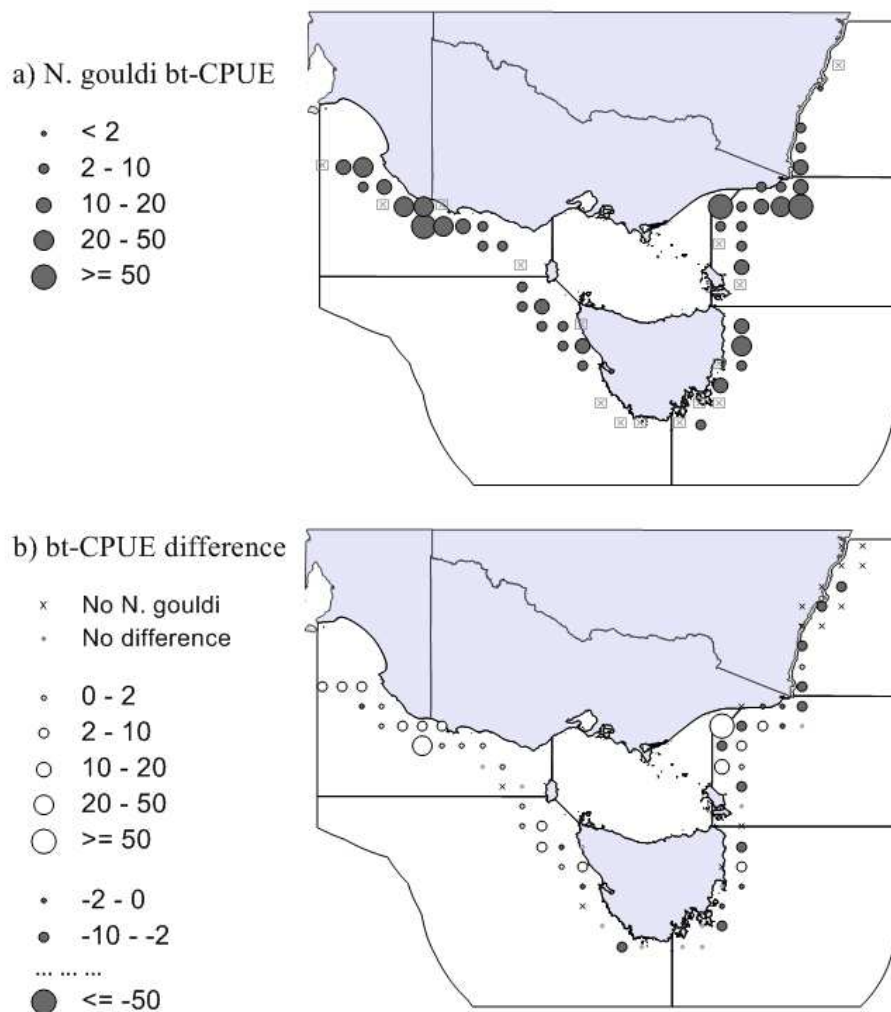 a) N. gouldi bt-CPUE
< 2
2 - 10
10 - 20
20 - 50
>= 50
b) bt-CPUE difference
x No N. gouldi
No difference
0 - 2
2 - 10
10 - 20
20 - 50
>= 50
-2 - 0
-10 - -2
... ... ...
<= -50